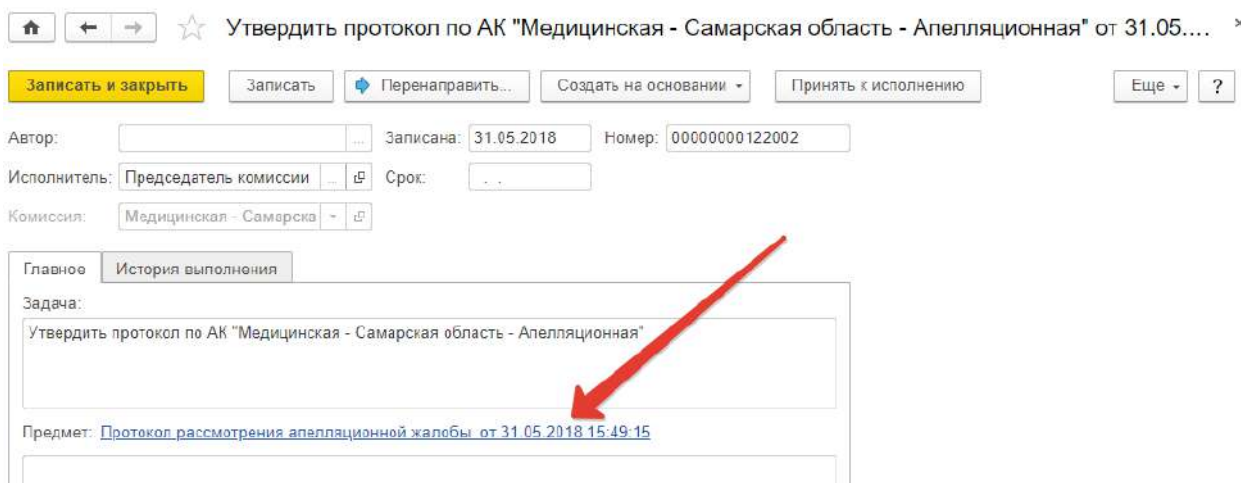 Утвердить протокол по АК "Медицинская - Самарская область - Апелляционная" от 31.05....
Записать и закрыть Записать Перенаправить... Создать на основании Принять к исполнению Еще ?
Автор: ... Записана: 31.05.2018 Номер: 00000000122002
Исполнитель: Председатель комиссии ... Срок: . .
Комиссия: Медицинская - Самарска
Главное История выполнения
Задача:
Утвердить протокол по АК "Медицинская - Самарская область - Апелляционная"
Предмет: Протокол рассмотрения апелляционной жалобы от 31.05.2018 15:49:15